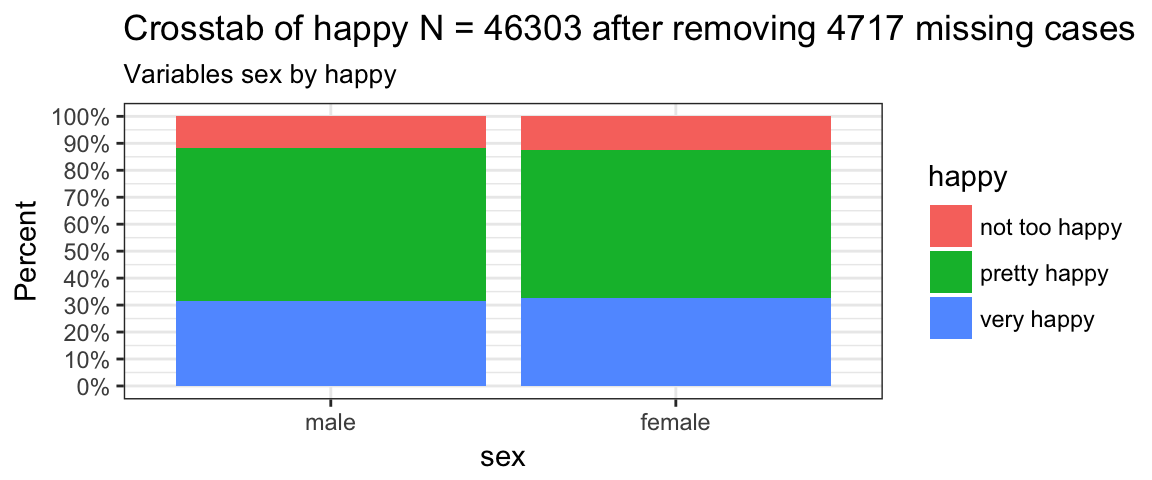 Crosstab of happy N = 46303 after removing 4717 missing cases
Variables sex by happy
Percent
100%
90%
80%
70%
60%
50%
40%
30%
20%
10%
0%
male
female
sex
happy
not too happy
pretty happy
very happy